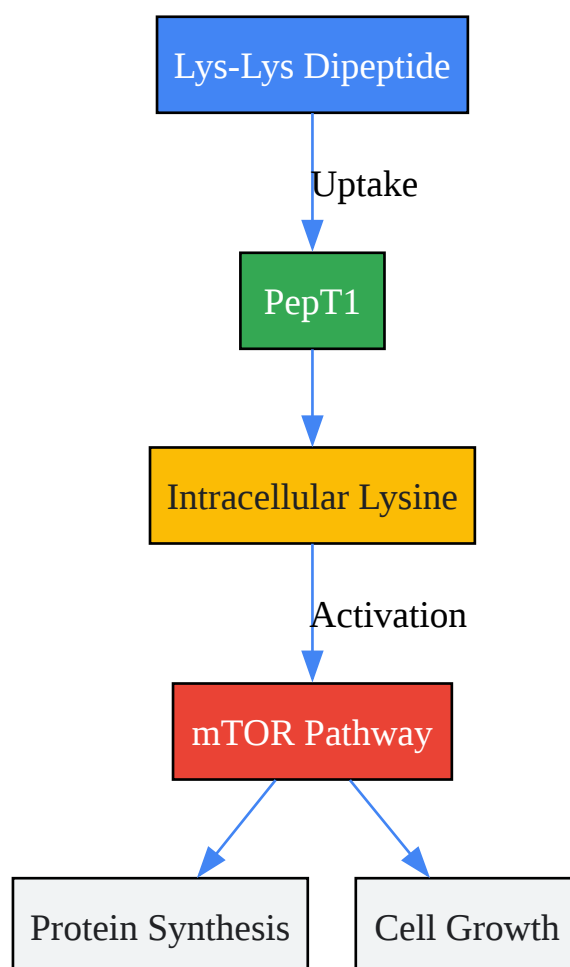 Lys-Lys Dipeptide
Uptake
PepT1
Intracellular Lysine
Activation
mTOR Pathway
Protein Synthesis
Cell Growth